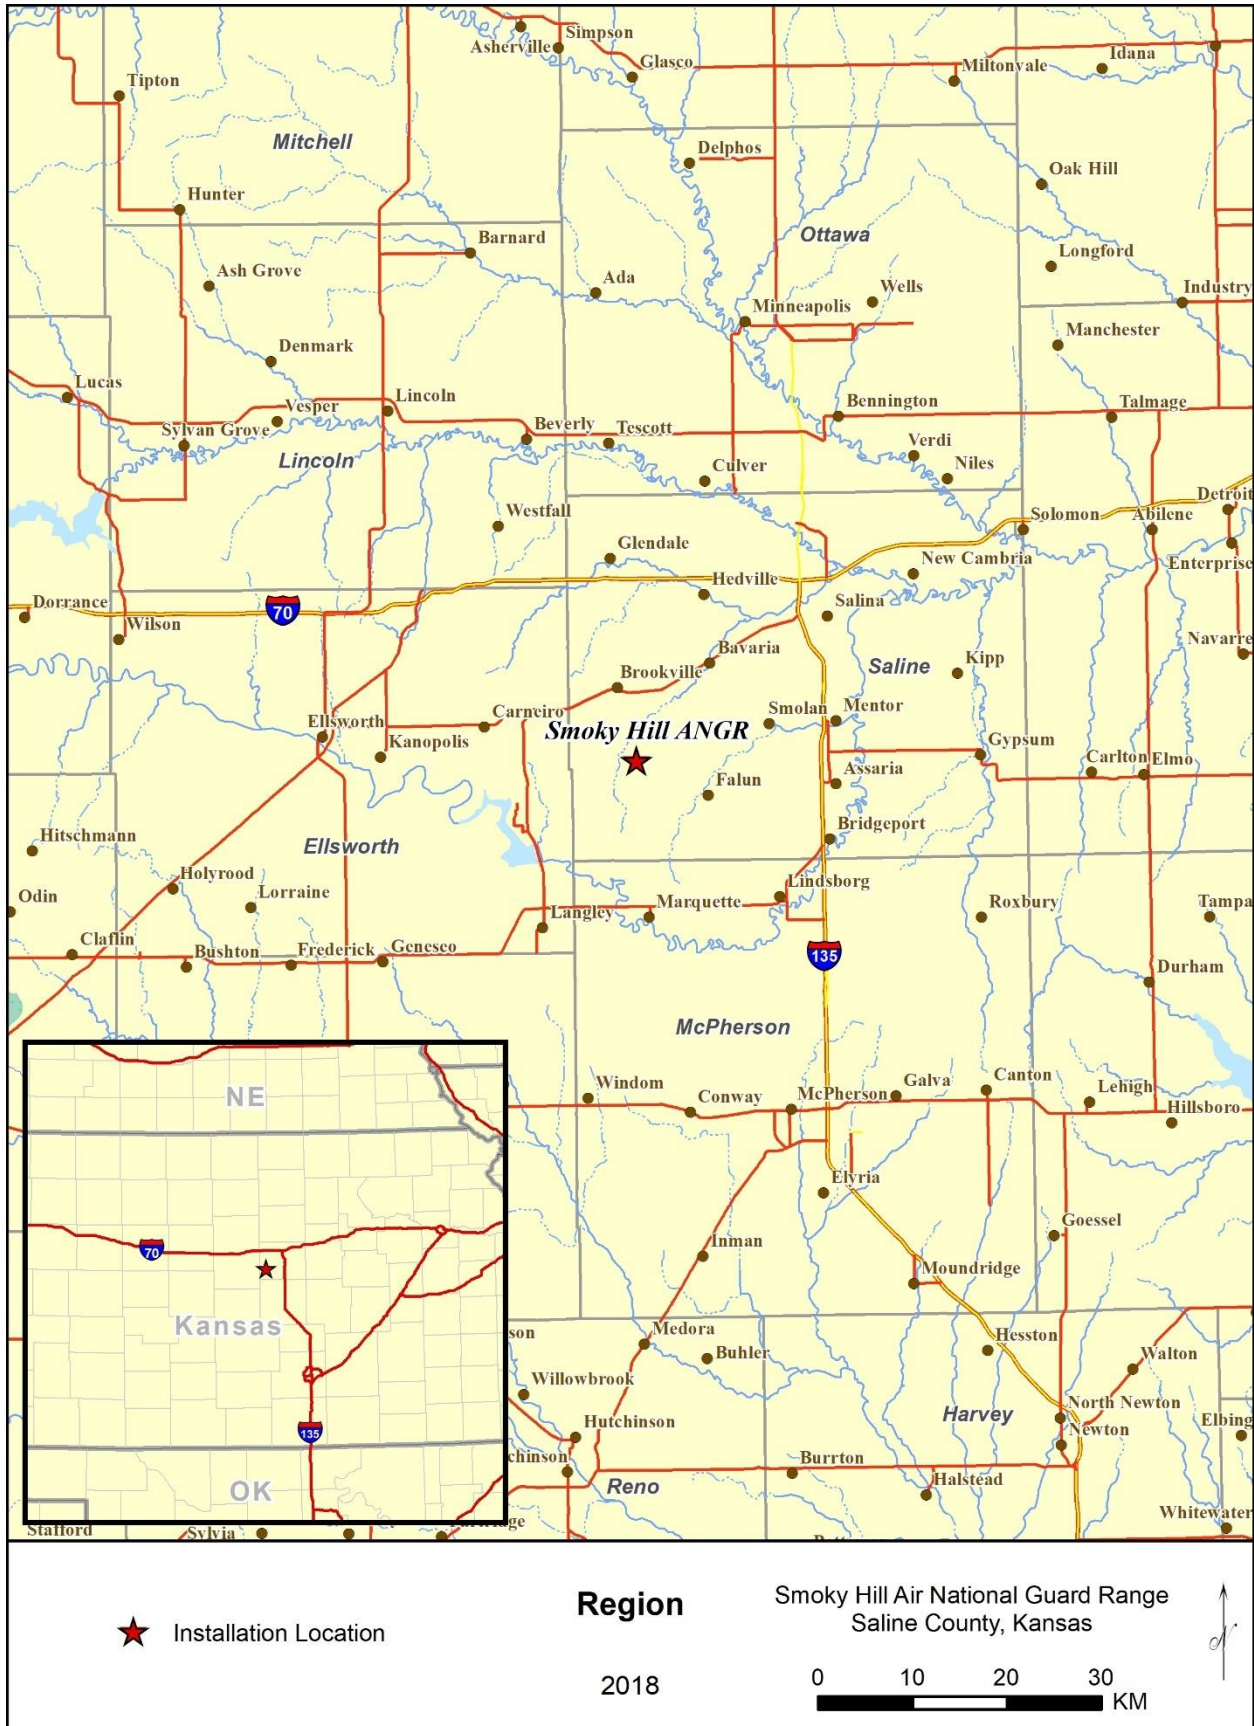 Asherville
Simpson
Glasco
Miltonvale
Idana
Tipton
Mitchell
Delphos
Oak Hill
Hunter
Ottawa
Barnard
Longford
Ash Grove
Ada
Wells
Industry
Minneapolis
Manchester
Denmark
Lucas
Lincoln
Vesper
Bennington
Talmage
Sylvan Grove
Beverly
Tescott
Verdi
Lincoln
Culver
Niles
Detroit
Westfall
Solomon
Abilene
Glendale
New Cambria
Enterprise
Hedville
Dorrance
70
Salina
Wilson
Navarre
Bavaria
Saline
Kipp
Brookville
Carneiro
Smolan
Mentor
Ellsworth
Smoky Hill ANGR
Kanopolis
Gypsum
Carlton
Elmo
Assaria
Falun
Hitschmann
Bridgeport
Ellsworth
Holyrood
Lindsborg
Odin
Lorraine
Langley
Marquette
Roxbury
Tampa
Claflin
Bushton
Frederick
Geneseo
135
Durham
McPherson
NE
Windom
Conway
McPherson
Galva
Canton
Lehigh
Hillsboro
Elyria
Goessel
70
Inman
Moundridge
Kansas
son
Medora
Buhler
Hesston
Walton
Willowbrook
North Newton
Harvey
Elbing
Hutchinson
Newton
135
chinson
Burrton
OK
Reno
Halstead
Whitewater
Stafford
Sylvia
Region
Smoky Hill Air National Guard Range
Saline County, Kansas
Installation Location
2018
0 10 20 30
KM
N